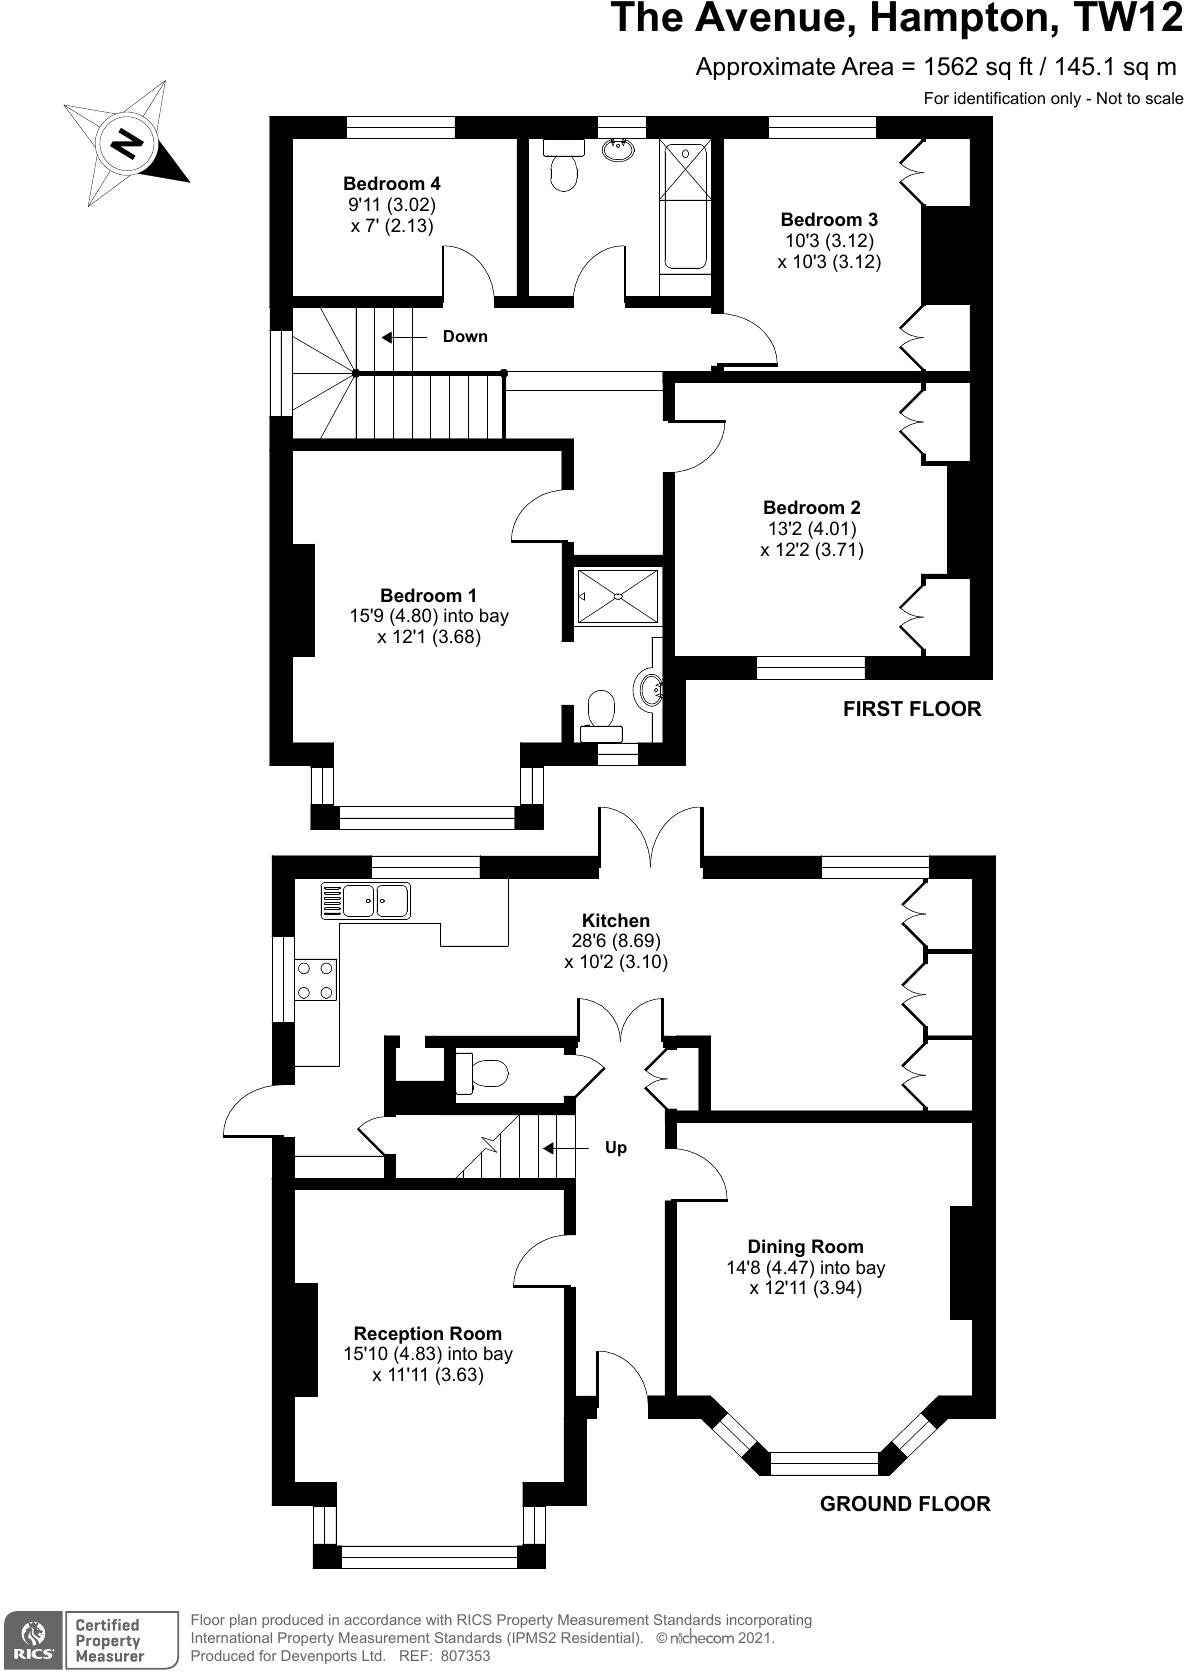 The Avenue, Hampton, TW12
Approximate Area = 1562 sq ft / 145.1 sq m
For identification only - Not to scale
N
Bedroom 4
9'11 (3.02)
x 7' (2.13)
Bedroom 3
10'3 (3.12)
x 10'3 (3.12)
Down
Bedroom 2
13'2 (4.01)
x 12'2 (3.71)
Bedroom 1
15'9 (4.80) into bay
x 12'1 (3.68)
FIRST FLOOR
Kitchen
28'6 (8.69)
x 10'2 (3.10)
Up
Dining Room
14'8 (4.47) into bay
x 12'11 (3.94)
Reception Room
15'10 (4.83) into bay
x 11'11 (3.63)
GROUND FLOOR
RICS
Certified
Property
Measurer
Floor plan produced in accordance with RICS Property Measurement Standards incorporating
International Property Measurement Standards (IPMS2 Residential). © nichecom 2021.
Produced for Devenports Ltd. REF: 807353